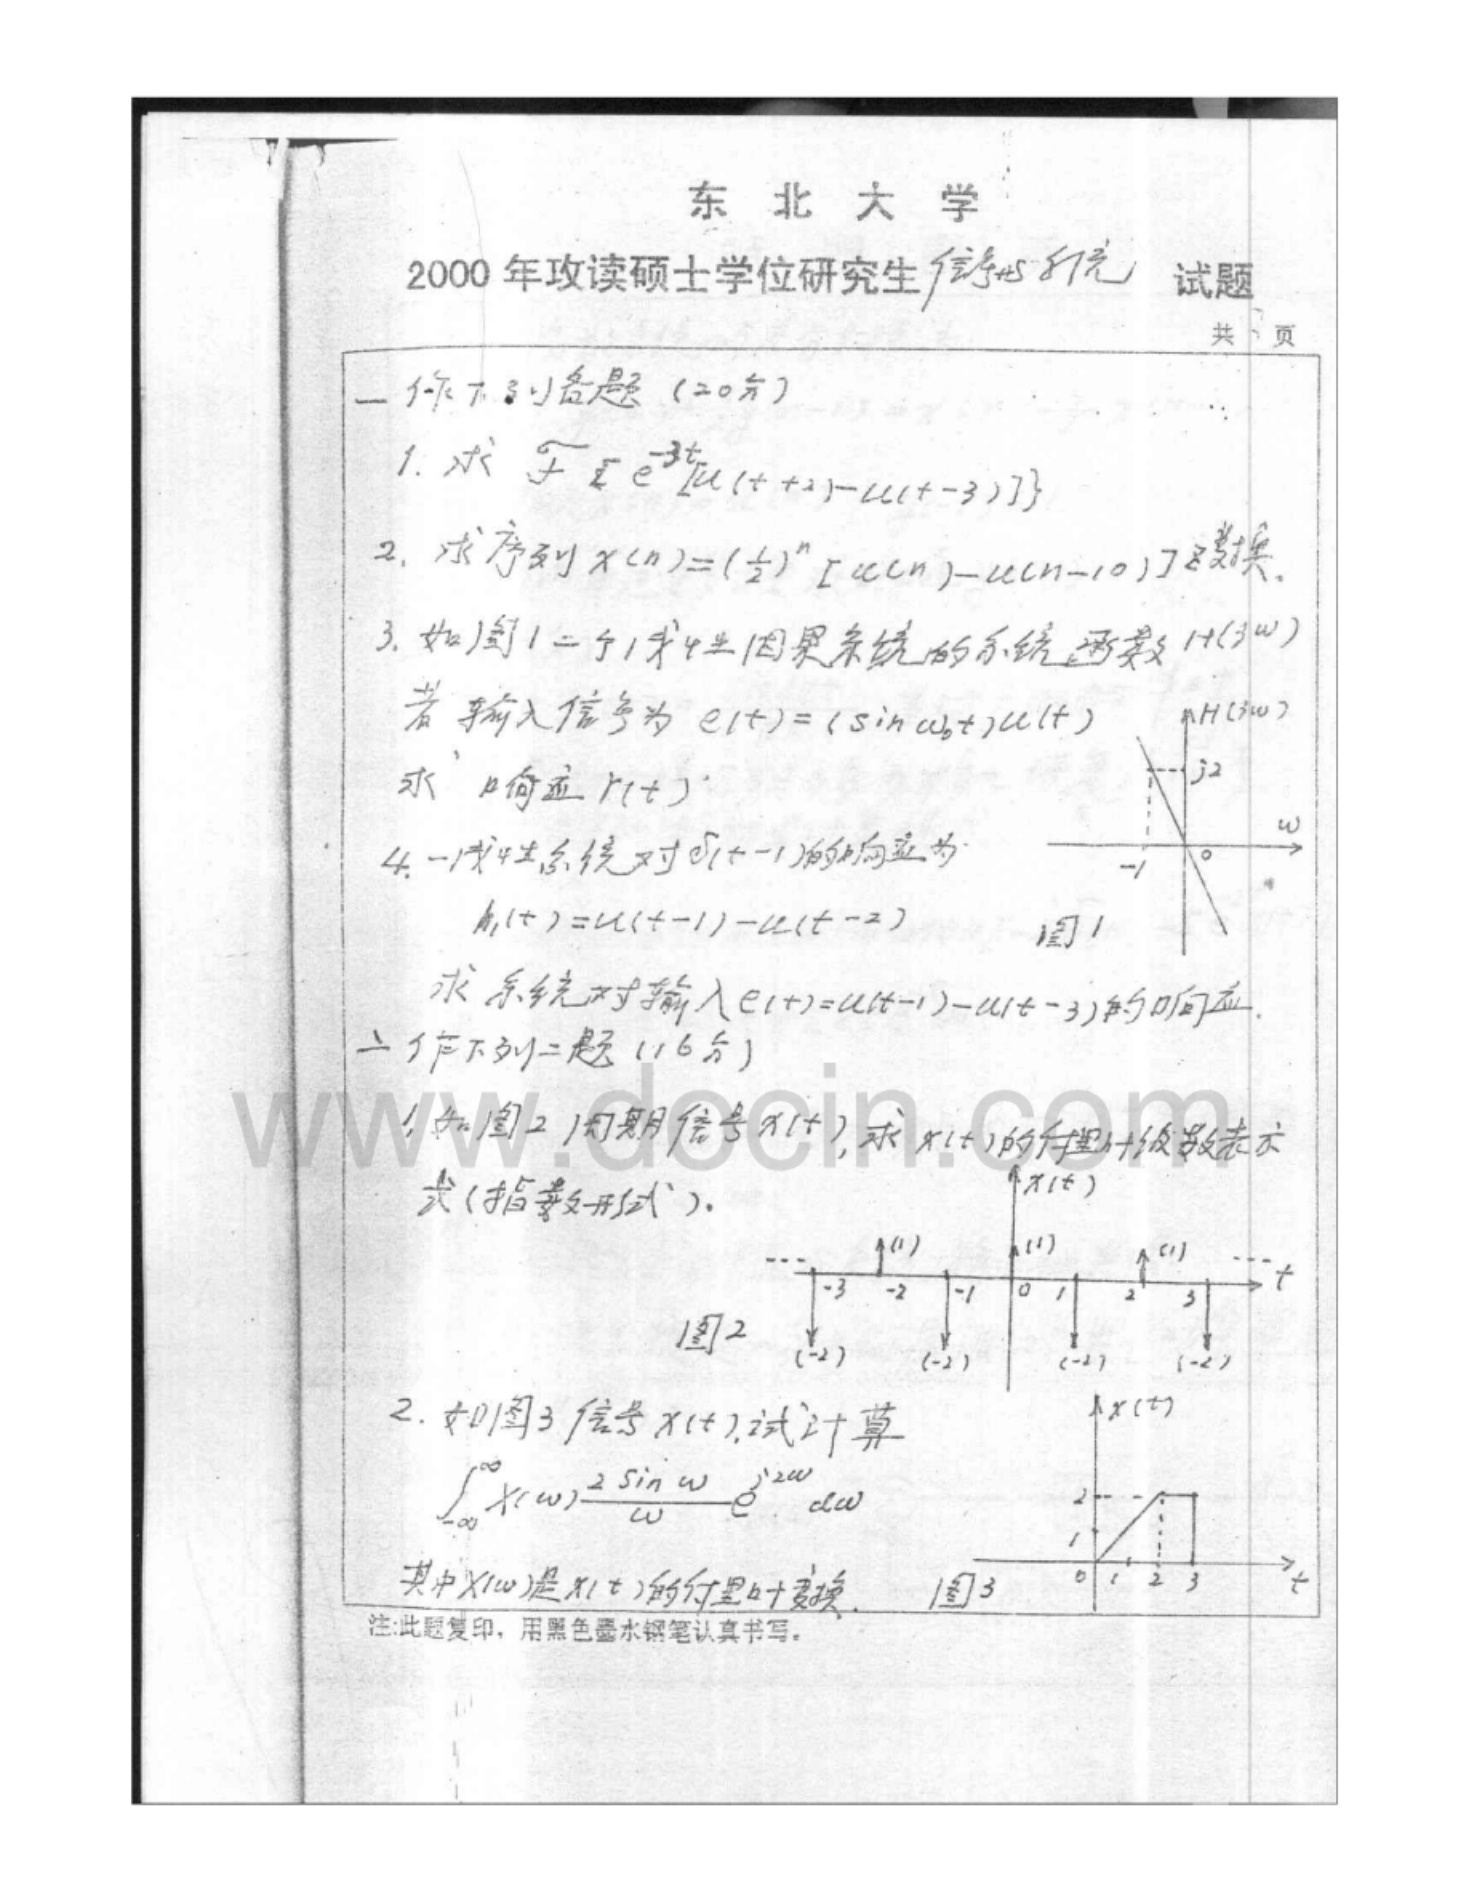 东 北 大 学
2000 年攻读硕士学位研究生 信号与系统 试题
共 页
一 作下列各题 (20分)
1. 求 ℱ{e^{-3t}[u(t+2)-u(t-3)]}
2. 求序列 x(n)=(1/2)^n [u(n)-u(n-10)] Z变换.
3. 如图1一个线性因果系统的系统函数 H(jω)
若输入信号为 e(t)=(sinω₀t)u(t)
求 响应 r(t)
H(jω)
j2
ω
-1
0
图1
4. 一线性系统对δ(t-1)的响应为
h₁(t)=u(t-1)-u(t-2)
求系统对输入e(t)=u(t-1)-u(t-3)的响应.
二 作下列二题 (16分)
www.docin.com
1. 如图2周期信号x(t), 求x(t)的付里叶级数表示
式(指数形式).
x(t)
(1) (1) (1)
--- -3 -2 -1 0 1 2 3 --- t
(-2) (-2) (-2) (-2)
图2
2. 如图3信号x(t), 试计算
∫_{-∞}^{∞} X(ω) (2 sin ω)/ω e^{j2ω} dω
其中X(ω)是x(t)的付里叶变换.
x(t)
2
1
0 1 2 3 t
图3
注:此题复印，用黑色墨水钢笔认真书写。